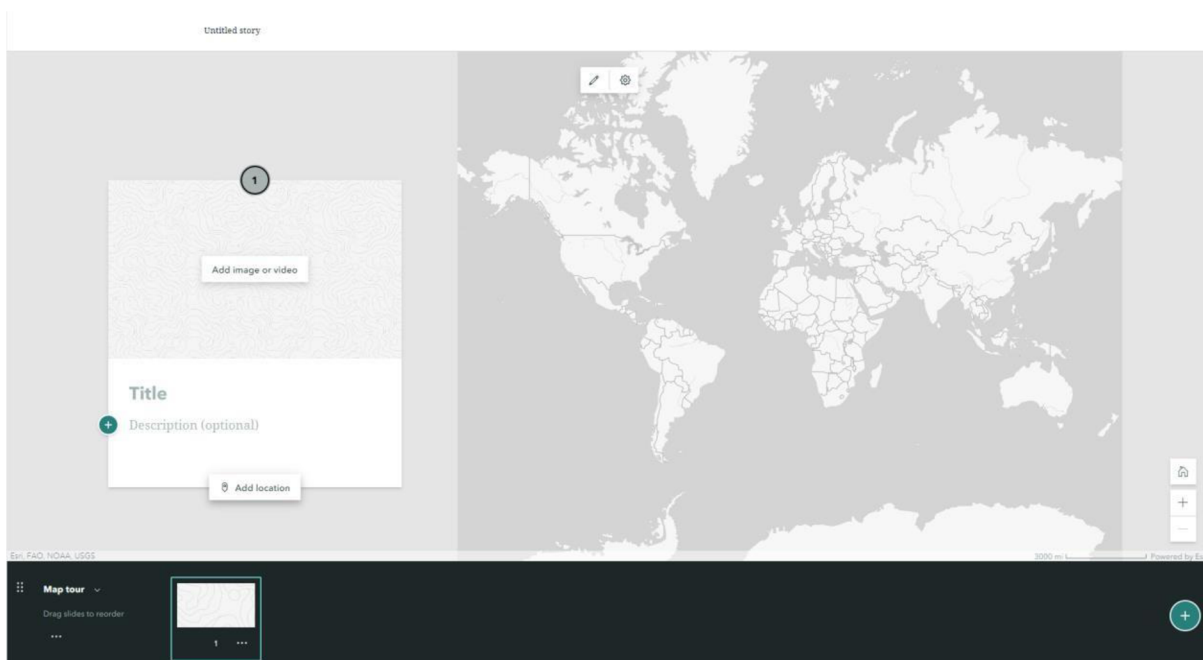 Untitled story
1
Add image or video
Title
Description (optional)
Add location
Esri, FAO, NOAA, USGS
3000 mi
Powered by Es
Map tour
Drag slides to reorder
1